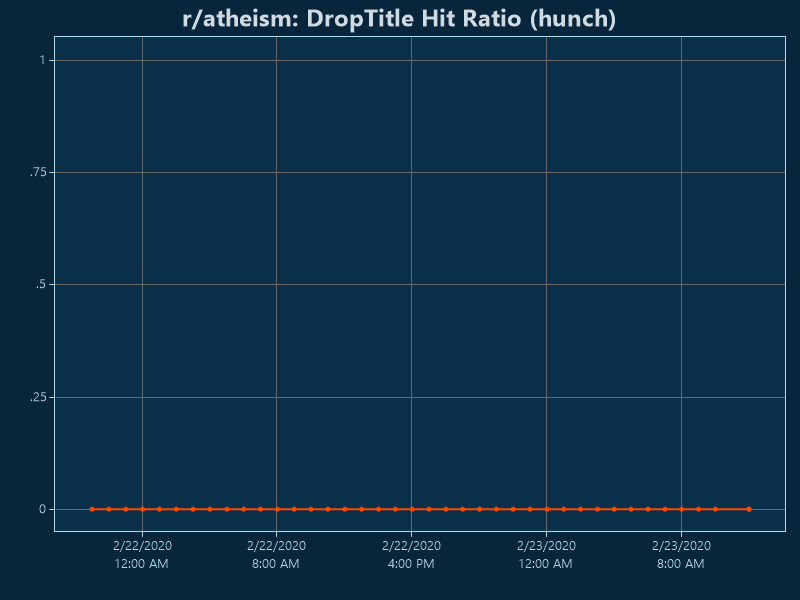 r/atheism: DropTitle Hit Ratio (hunch)
1
.75
.5
.25
0
2/22/2020 2/22/2020 2/22/2020 2/23/2020 2/23/2020
12:00 AM 8:00 AM 4:00 PM 12:00 AM 8:00 AM